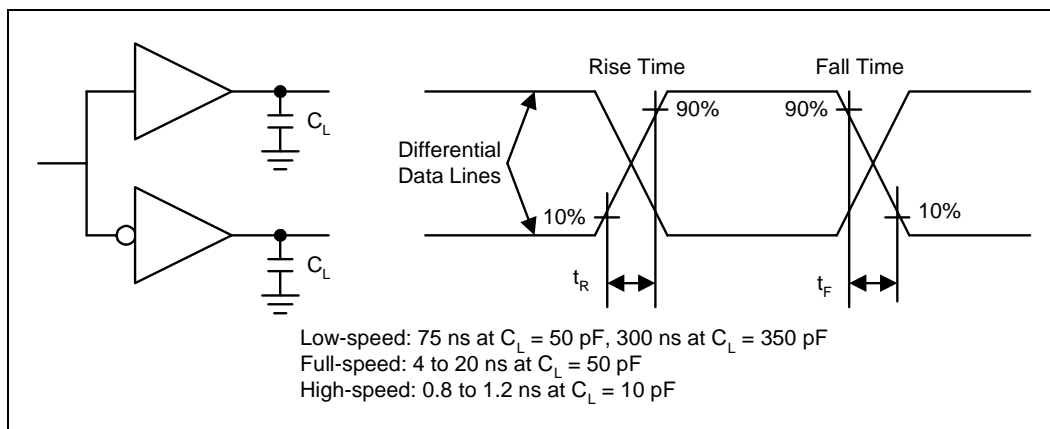 Rise Time
Fall Time
C_L
90%
90%
Differential
Data Lines
10%
10%
C_L
t_R
t_F
Low-speed: 75 ns at C_L = 50 pF, 300 ns at C_L = 350 pF
Full-speed: 4 to 20 ns at C_L = 50 pF
High-speed: 0.8 to 1.2 ns at C_L = 10 pF